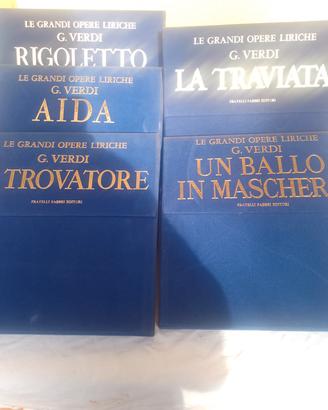 LE GRANDI OPERE LIRICHE
G. VERDI
RIGOLETTO
LE GRANDI OPERE LIRICHE
G. VERDI
AIDA
LE GRANDI OPERE LIRICHE
G. VERDI
TROVATORE
FRATELLI FABBRI EDITORI
LE GRANDI OPERE LIRICHE
G. VERDI
LA TRAVIATA
FRATELLI FABBRI EDITORI
LE GRANDI OPERE LIRICHE
G. VERDI
UN BALLO
IN MASCHER
FRATELLI FABBRI EDITORI